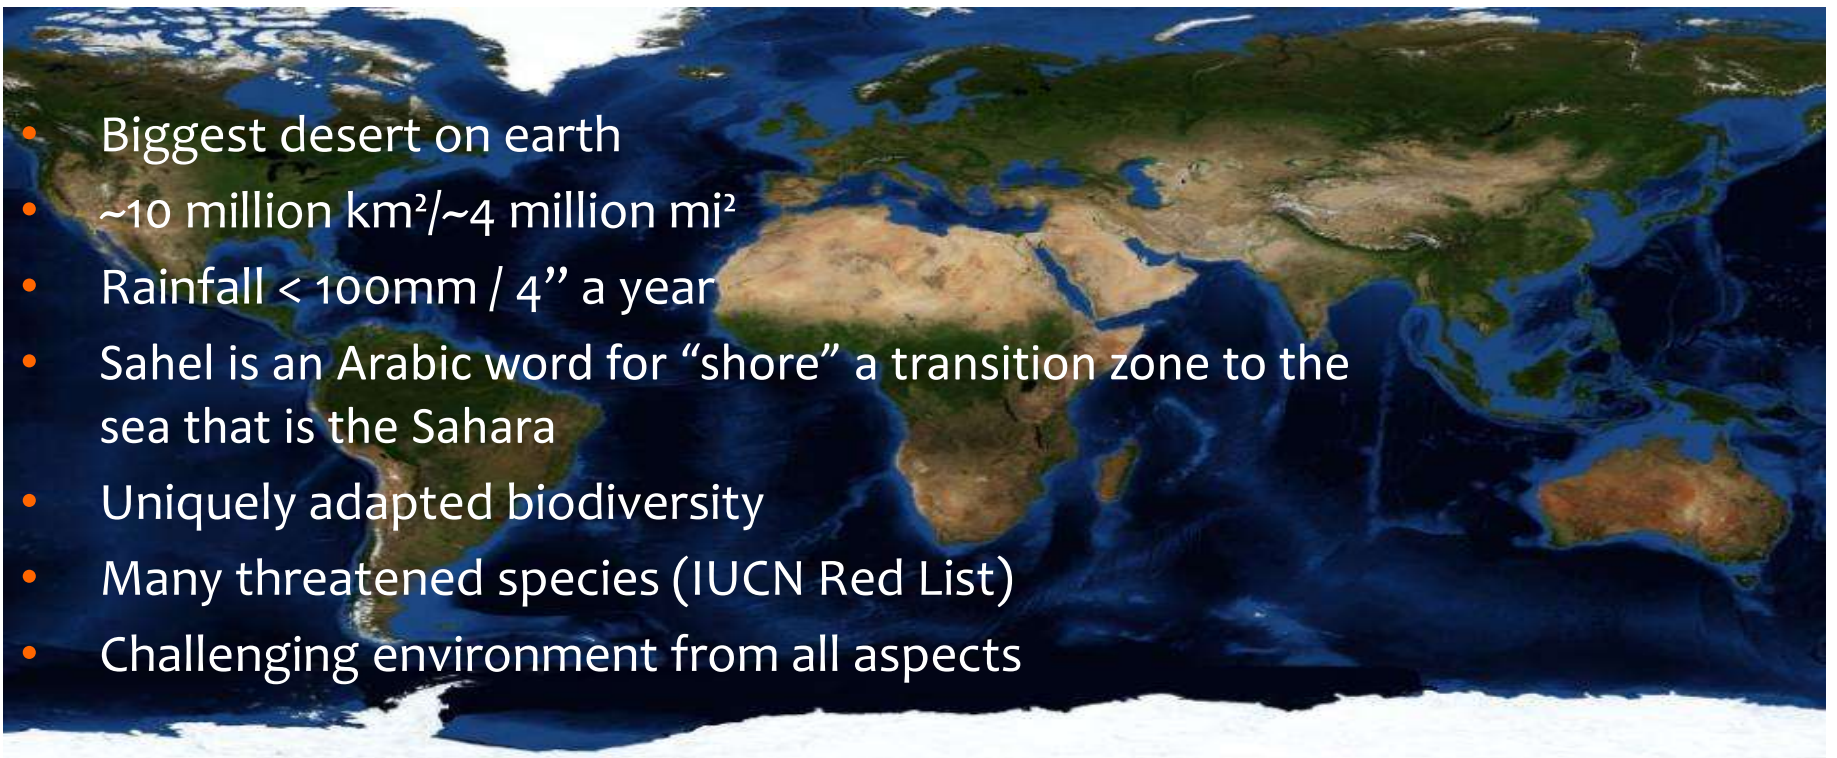 • Biggest desert on earth
• ~10 million km²/~4 million mi²
• Rainfall < 100mm / 4” a year
• Sahel is an Arabic word for “shore” a transition zone to the
sea that is the Sahara
• Uniquely adapted biodiversity
• Many threatened species (IUCN Red List)
• Challenging environment from all aspects